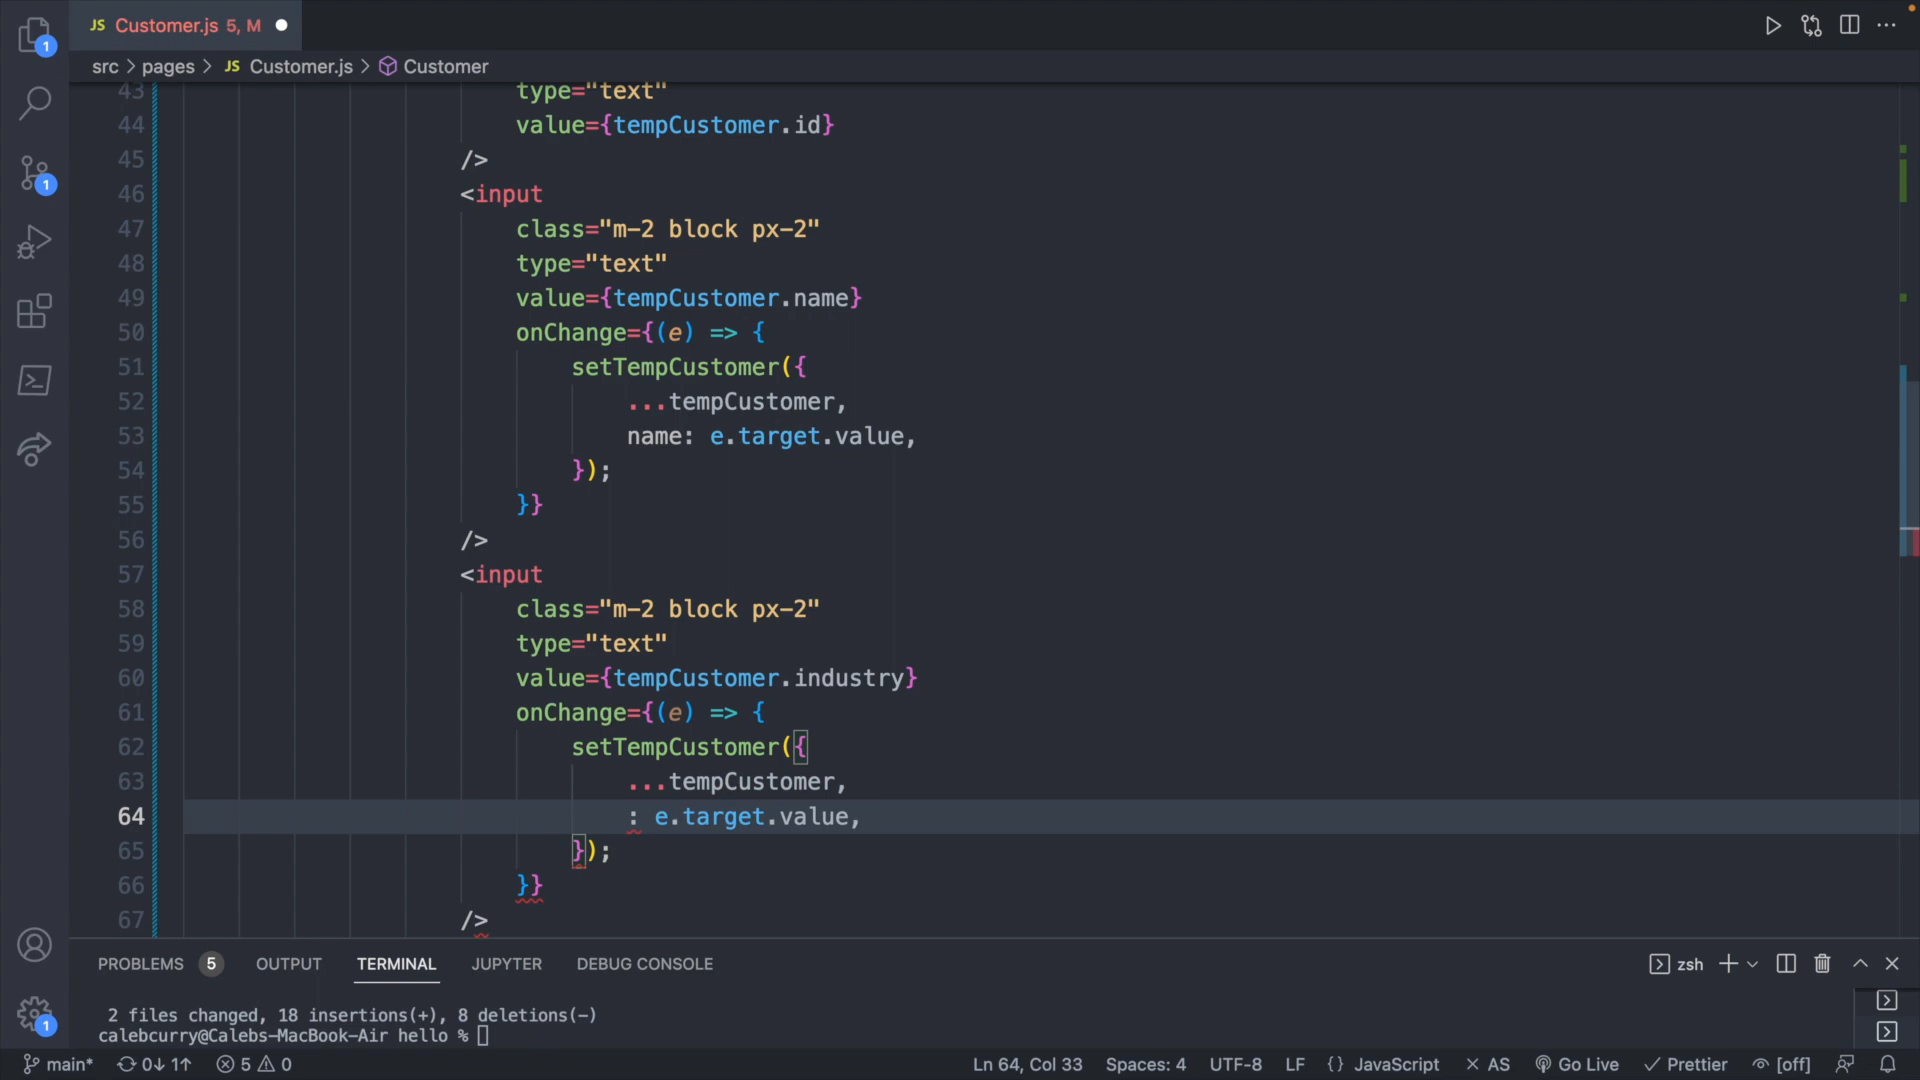 JS Customer.js 5, M
src > pages > JS Customer.js > Customer
43 type="text"
44 value={tempCustomer.id}
45 />
46 <input
47 class="m-2 block px-2"
48 type="text"
49 value={tempCustomer.name}
50 onChange={(e) => {
51 setTempCustomer({
52 ...tempCustomer,
53 name: e.target.value,
54 });
55 }}
56 />
57 <input
58 class="m-2 block px-2"
59 type="text"
60 value={tempCustomer.industry}
61 onChange={(e) => {
62 setTempCustomer({
63 ...tempCustomer,
64 : e.target.value,
65 });
66 }}
67 />
1
1
1
PROBLEMS 5 OUTPUT TERMINAL JUPYTER DEBUG CONSOLE zsh
2 files changed, 18 insertions(+), 8 deletions(-)
calebcurry@Calebs-MacBook-Air hello %
main* 0↓ 1↑ 5 0 Ln 64, Col 33 Spaces: 4 UTF-8 LF {} JavaScript × AS Go Live ✓ Prettier [off]